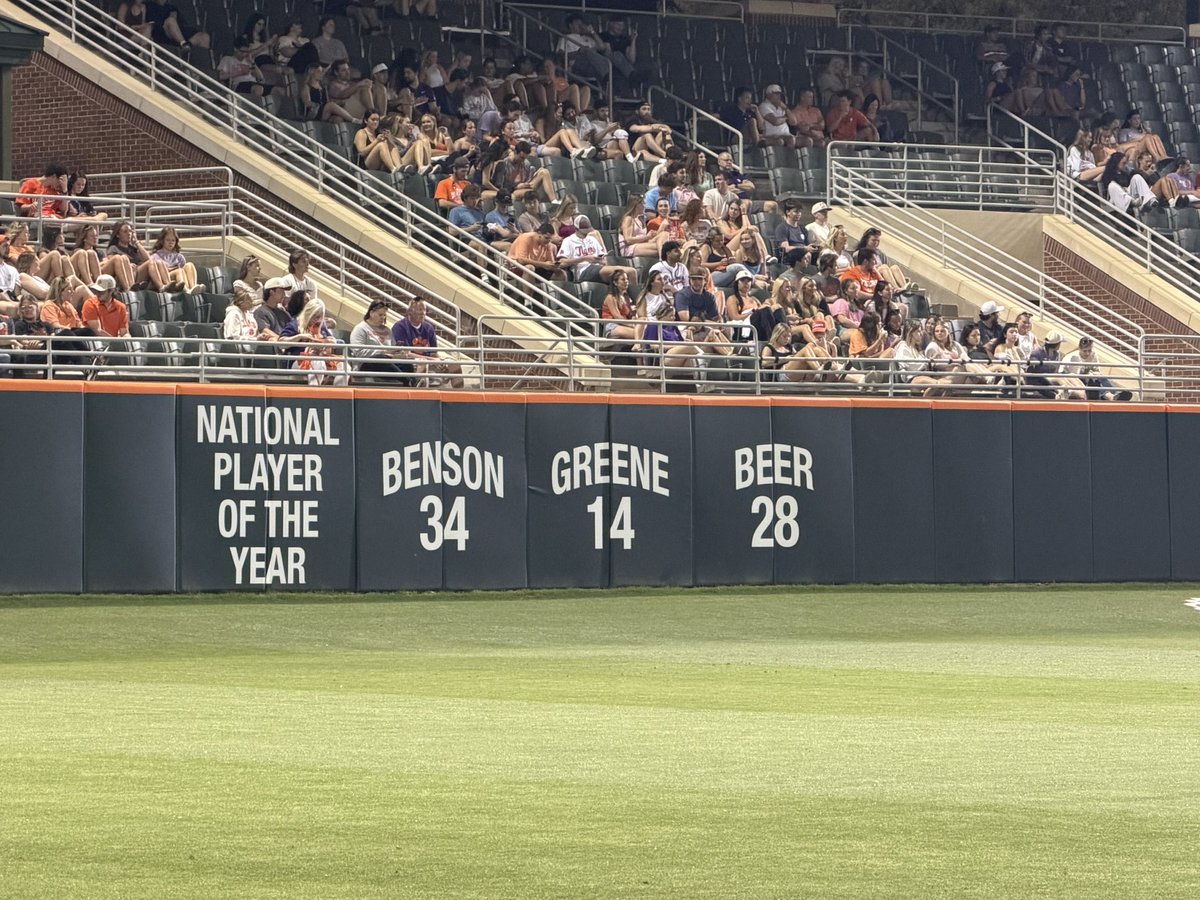 NATIONAL
PLAYER
OF THE
YEAR
BENSON
34
GREENE
14
BEER
28